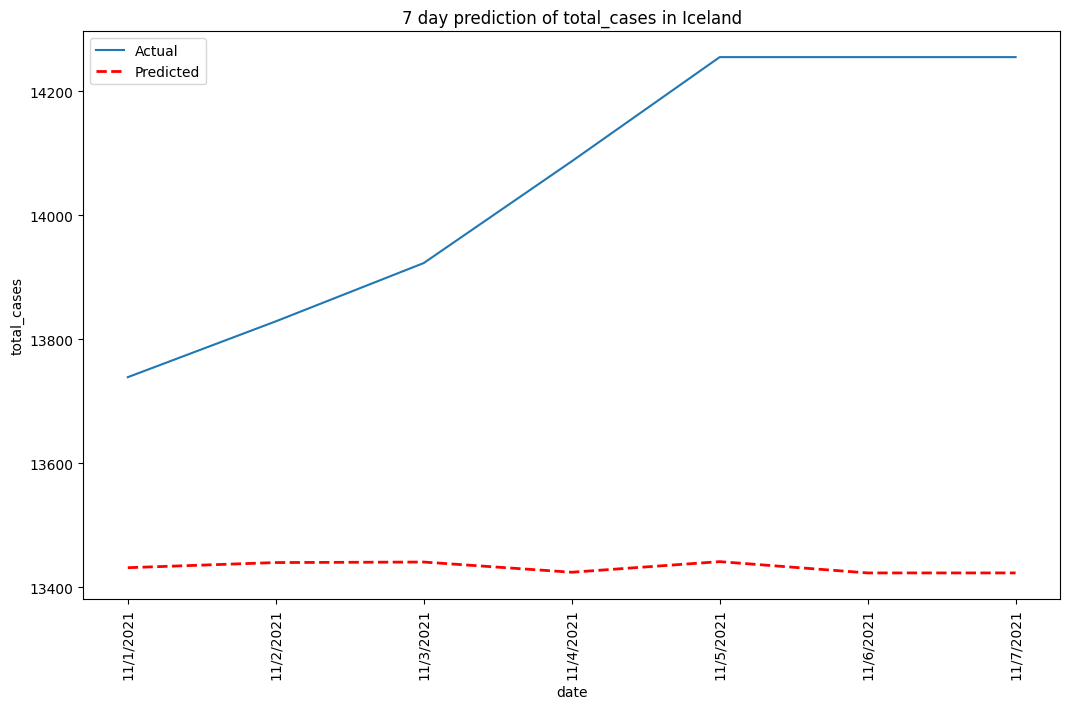 7 day prediction of total_cases in Iceland
Actual
Predicted
14200
14000
13800
13600
13400
total_cases
11/1/2021
11/2/2021
11/3/2021
11/4/2021
11/5/2021
11/6/2021
11/7/2021
date